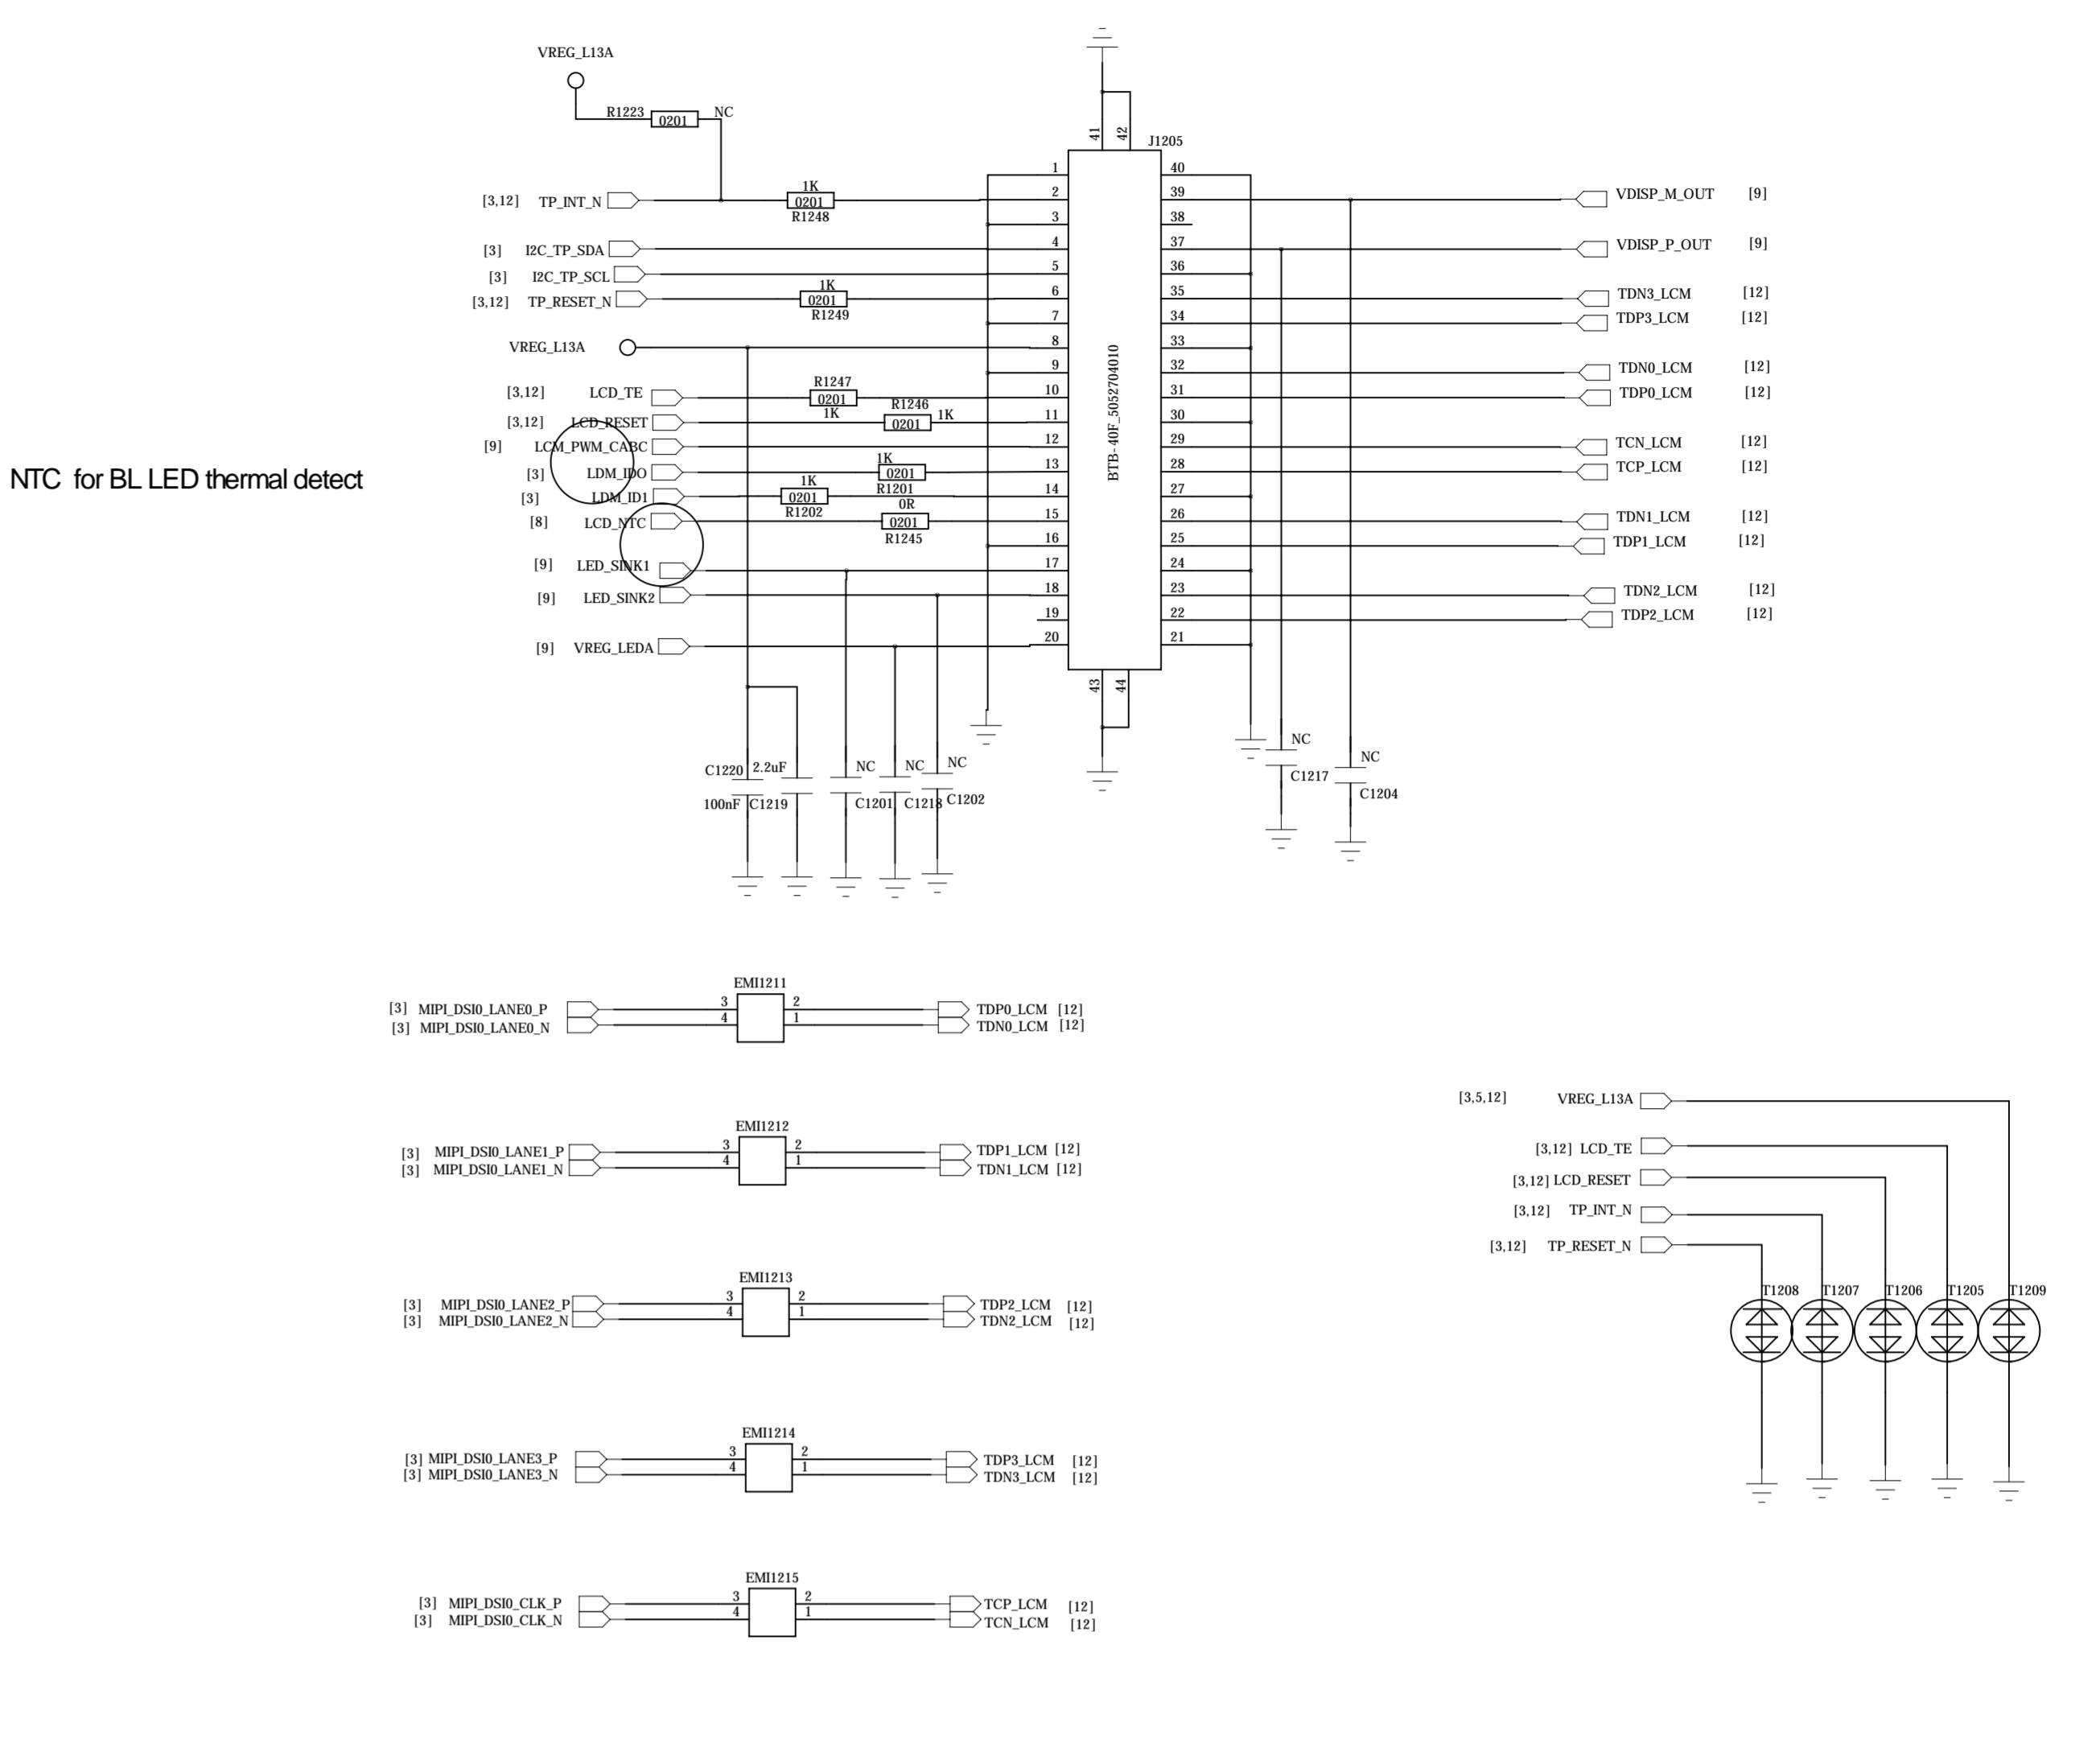 VREG_L13A
R1223 0201 NC
41 42
J1205
[3,12] TP_INT_N 1K 0201 R1248
[3] I2C_TP_SDA
[3] I2C_TP_SCL
[3,12] TP_RESET_N 1K 0201 R1249
VREG_L13A
[3,12] LCD_TE R1247 0201 1K
[3,12] LCD_RESET R1246 0201 1K
[9] LCM_PWM_CABC
NTC for BL LED thermal detect
[3] LDM_IDO 1K 0201 R1201
[3] LDM_ID1 1K 0201 R1202
[8] LCD_NTC 0R 0201 R1245
[9] LED_SINK1
[9] LED_SINK2
[9] VREG_LEDA
1 40
2 39
3 38
4 37
5 36
6 35
7 34
8 33
9 32
10 31
11 30
12 29
13 28
14 27
15 26
16 25
17 24
18 23
19 22
20 21
BTB-40F_5052704010
43 44
VDISP_M_OUT [9]
VDISP_P_OUT [9]
TDN3_LCM [12]
TDP3_LCM [12]
TDN0_LCM [12]
TDP0_LCM [12]
TCN_LCM [12]
TCP_LCM [12]
TDN1_LCM [12]
TDP1_LCM [12]
TDN2_LCM [12]
TDP2_LCM [12]
C1220 2.2uF NC NC NC
100nF C1219 C1201 C1218 C1202
NC
C1217
NC
C1204
EMI1211
[3] MIPI_DSI0_LANE0_P 3 2 TDP0_LCM [12]
[3] MIPI_DSI0_LANE0_N 4 1 TDN0_LCM [12]
EMI1212
[3] MIPI_DSI0_LANE1_P 3 2 TDP1_LCM [12]
[3] MIPI_DSI0_LANE1_N 4 1 TDN1_LCM [12]
EMI1213
[3] MIPI_DSI0_LANE2_P 3 2 TDP2_LCM [12]
[3] MIPI_DSI0_LANE2_N 4 1 TDN2_LCM [12]
EMI1214
[3] MIPI_DSI0_LANE3_P 3 2 TDP3_LCM [12]
[3] MIPI_DSI0_LANE3_N 4 1 TDN3_LCM [12]
EMI1215
[3] MIPI_DSI0_CLK_P 3 2 TCP_LCM [12]
[3] MIPI_DSI0_CLK_N 4 1 TCN_LCM [12]
[3,5,12] VREG_L13A
[3,12] LCD_TE
[3,12] LCD_RESET
[3,12] TP_INT_N
[3,12] TP_RESET_N
T1208 T1207 T1206 T1205 T1209